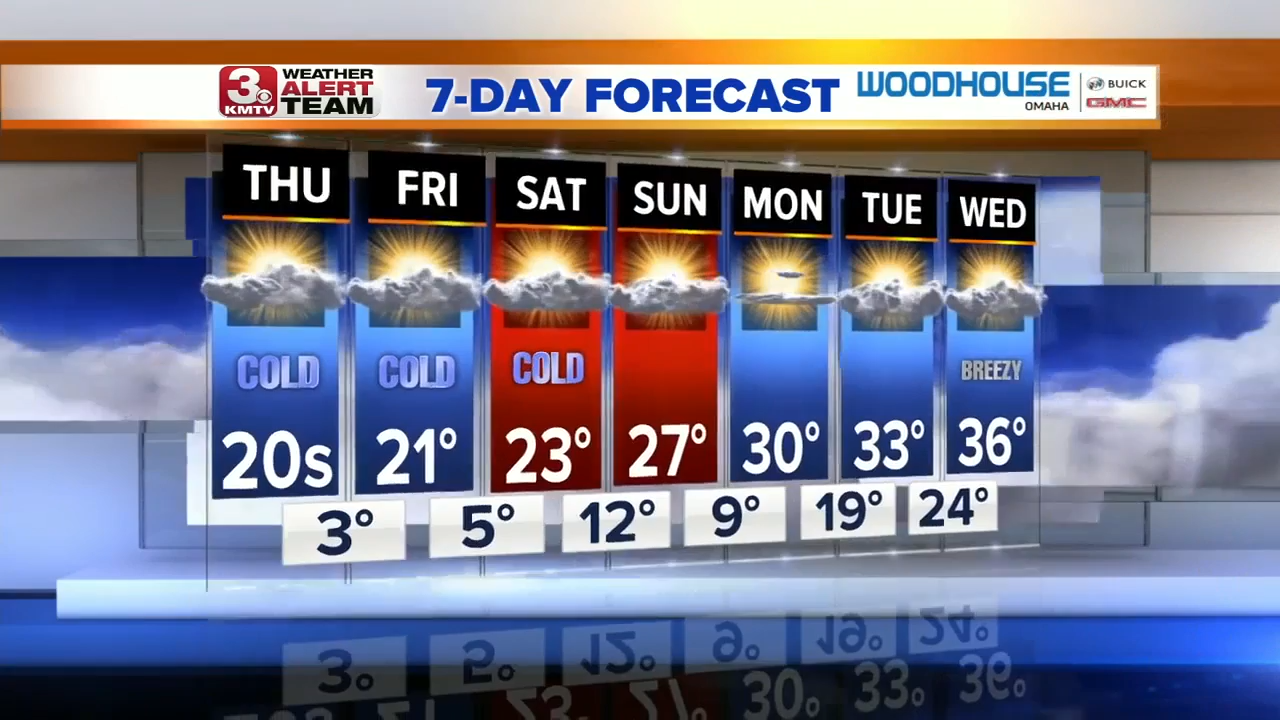 3 KMTV
WEATHER
ALERT
TEAM
7-DAY FORECAST
WOODHOUSE
OMAHA
BUICK
GMC
THU FRI SAT SUN MON TUE WED
COLD COLD COLD BREEZY
20s 21° 23° 27° 30° 33° 36°
3° 5° 12° 9° 19° 24°